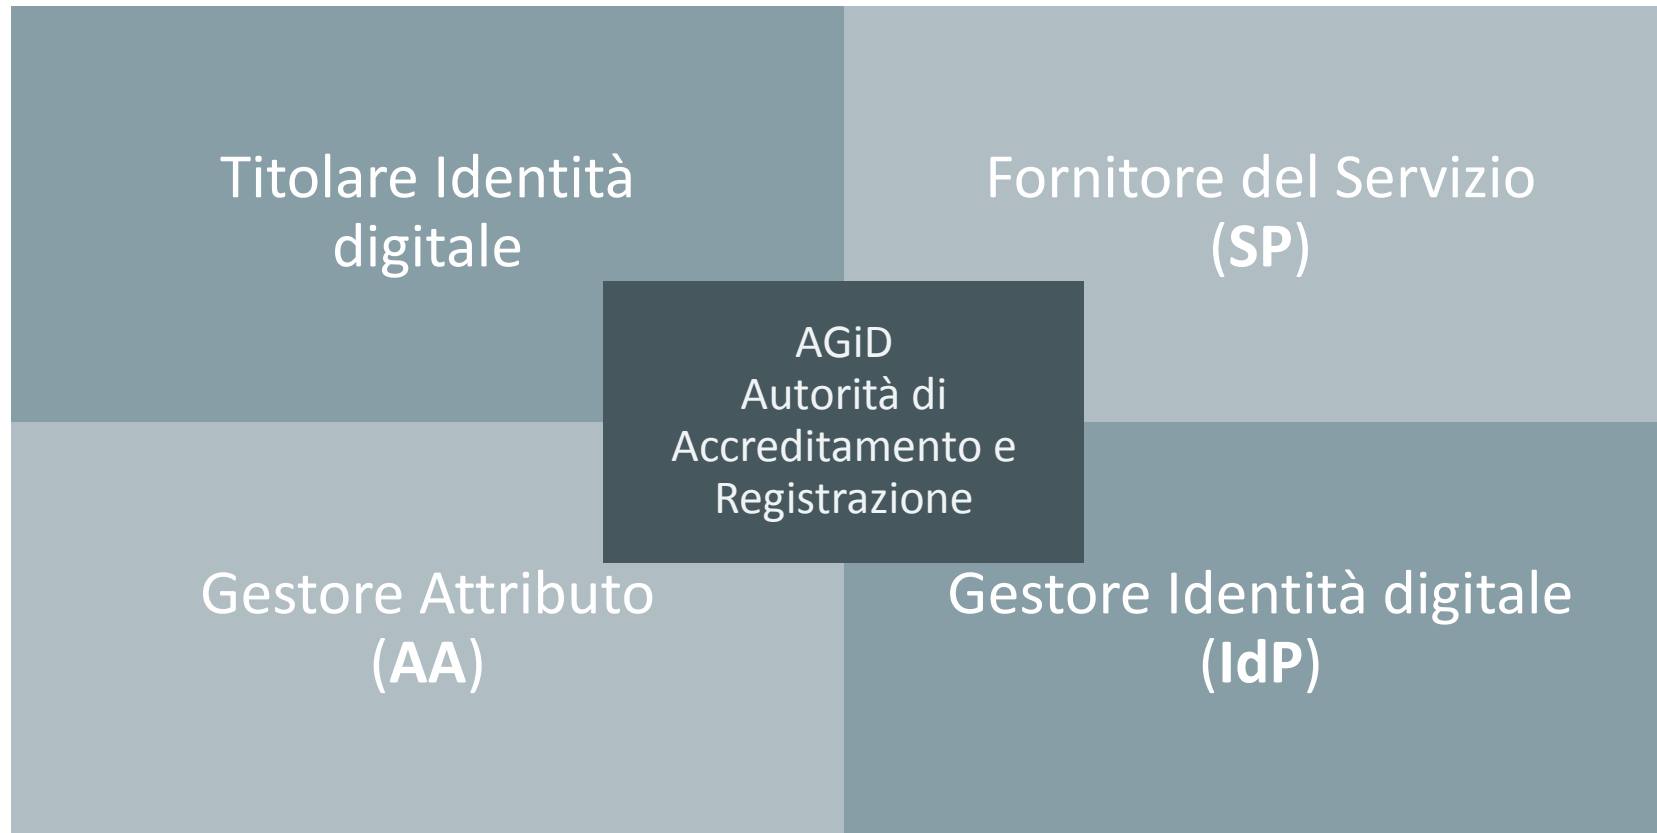 Titolare Identità
digitale
Fornitore del Servizio
(SP)
AGiD
Autorità di
Accreditamento e
Registrazione
Gestore Attributo
(AA)
Gestore Identità digitale
(IdP)